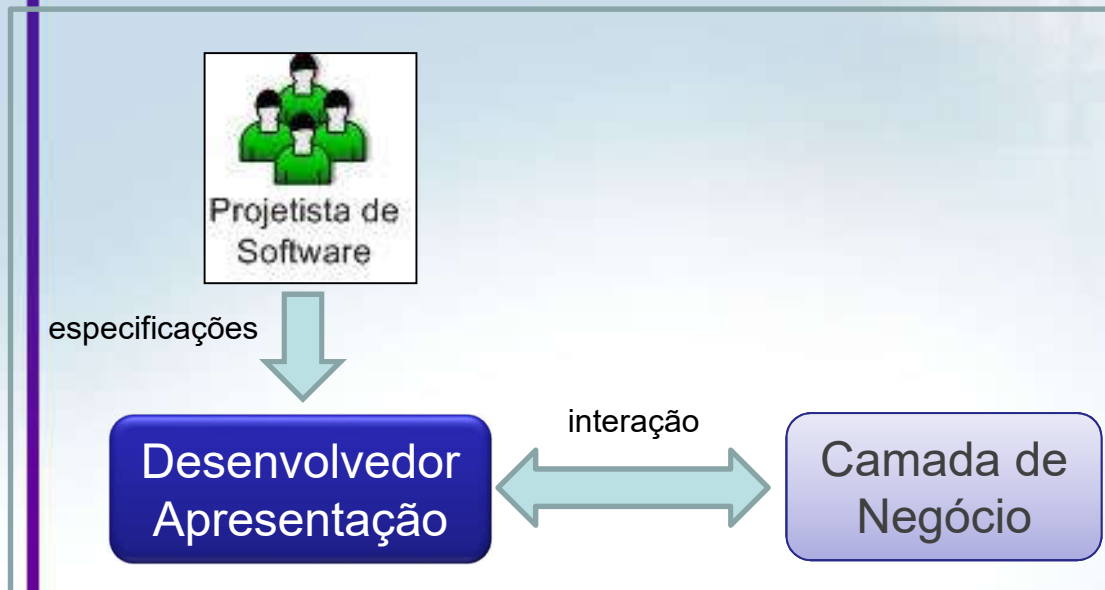 Projetista de
Software
especificações
Desenvolvedor
Apresentação
interação
Camada de
Negócio